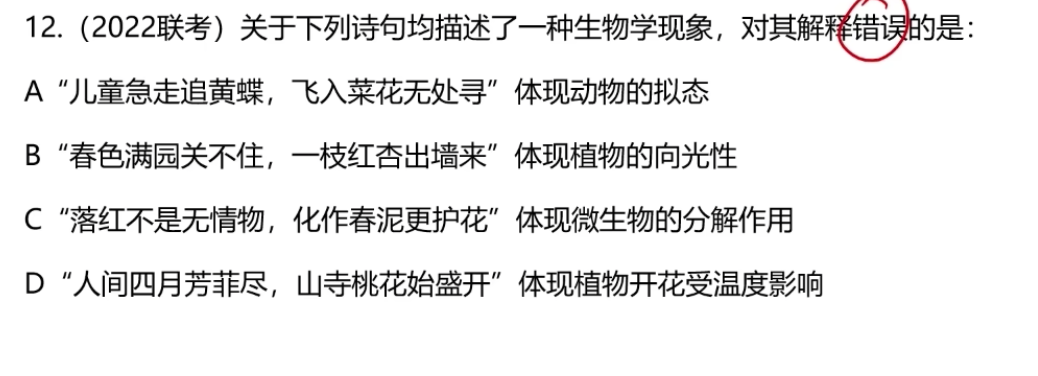 12.（2022联考）关于下列诗句均描述了一种生物学现象，对其解释错误的是：
A“儿童急走追黄蝶，飞入菜花无处寻”体现动物的拟态
B“春色满园关不住，一枝红杏出墙来”体现植物的向光性
C“落红不是无情物，化作春泥更护花”体现微生物的分解作用
D“人间四月芳菲尽，山寺桃花始盛开”体现植物开花受温度影响